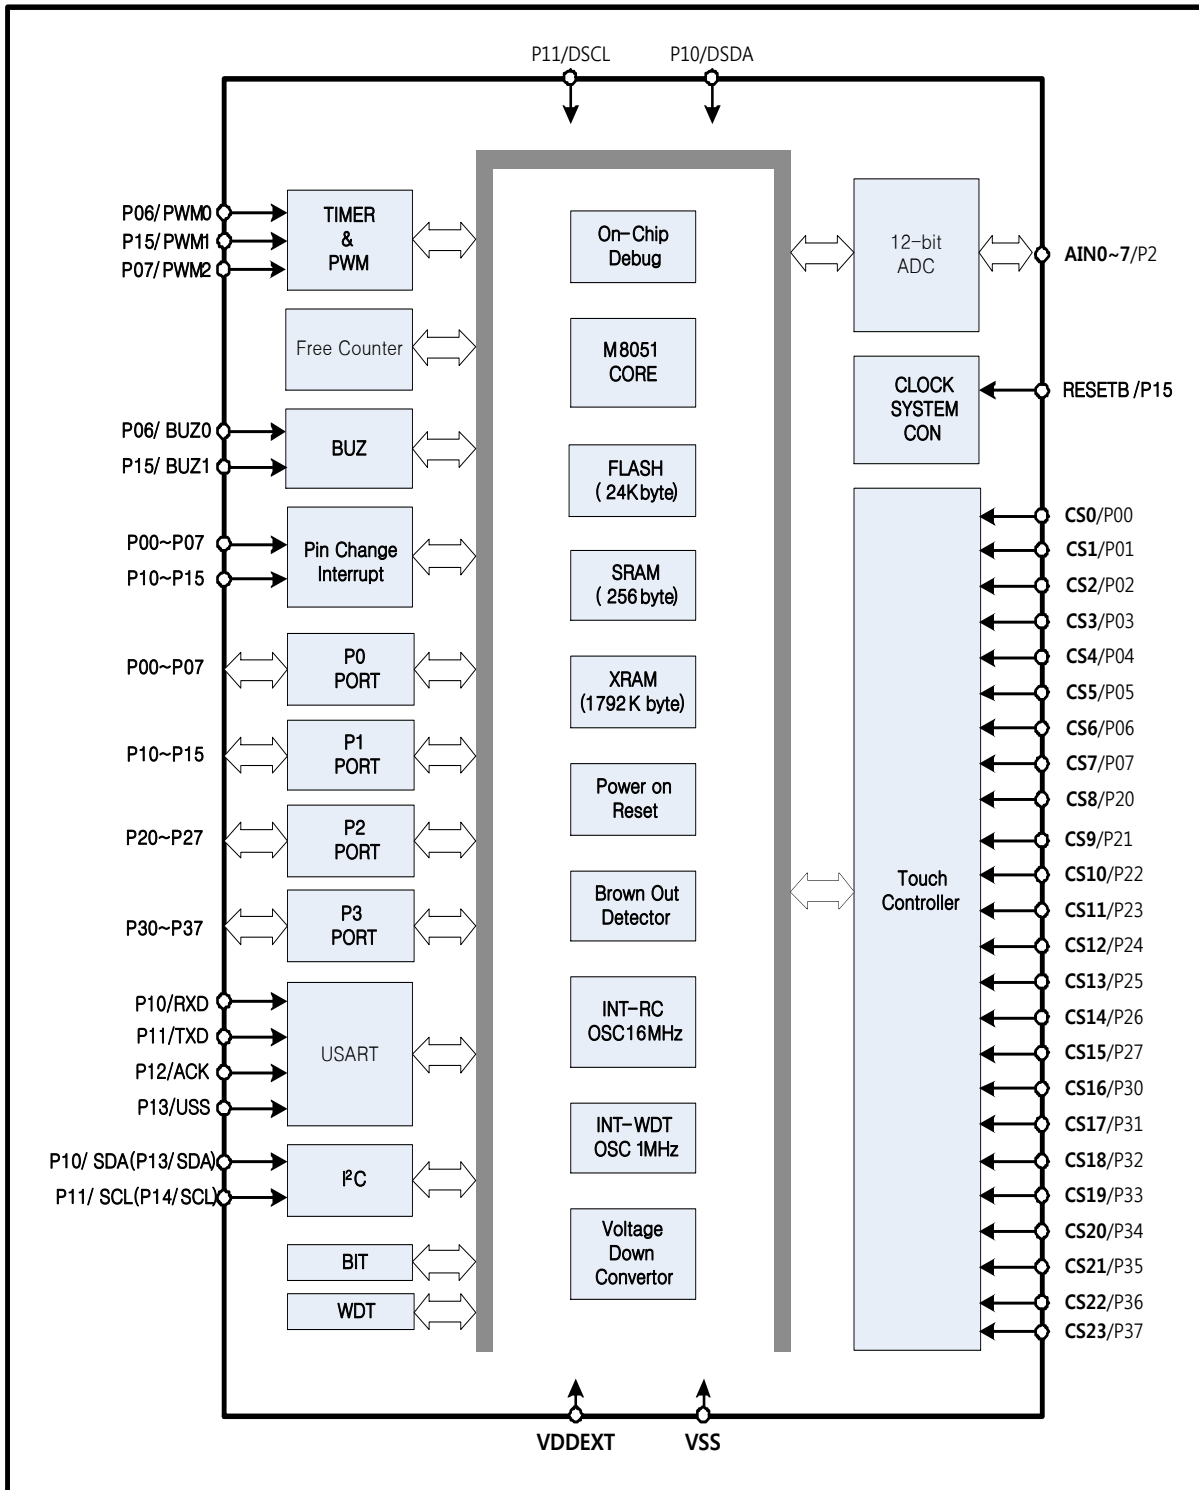 P11/DSCL
P10/DSDA
P06/ PWM0
P15/ PWM1
P07/ PWM2
TIMER
&
PWM
Free Counter
P06/ BUZ0
P15/ BUZ1
BUZ
P00~P07
P10~P15
Pin Change
Interrupt
P00~P07
P0
PORT
P10~P15
P1
PORT
P20~P27
P2
PORT
P30~P37
P3
PORT
P10/RXD
P11/TXD
P12/ACK
P13/USS
USART
P10/ SDA(P13/SDA)
P11/ SCL(P14/SCL)
I²C
BIT
WDT
On-Chip
Debug
M8051
CORE
FLASH
( 24K byte)
SRAM
( 256 byte)
XRAM
(1792 K byte)
Power on
Reset
Brown Out
Detector
INT-RC
OSC16MHz
INT-WDT
OSC 1MHz
Voltage
Down
Convertor
12-bit
ADC
AIN0~7/P2
CLOCK
SYSTEM
CON
RESETB /P15
Touch
Controller
CS0/P00
CS1/P01
CS2/P02
CS3/P03
CS4/P04
CS5/P05
CS6/P06
CS7/P07
CS8/P20
CS9/P21
CS10/P22
CS11/P23
CS12/P24
CS13/P25
CS14/P26
CS15/P27
CS16/P30
CS17/P31
CS18/P32
CS19/P33
CS20/P34
CS21/P35
CS22/P36
CS23/P37
VDDEXT
VSS